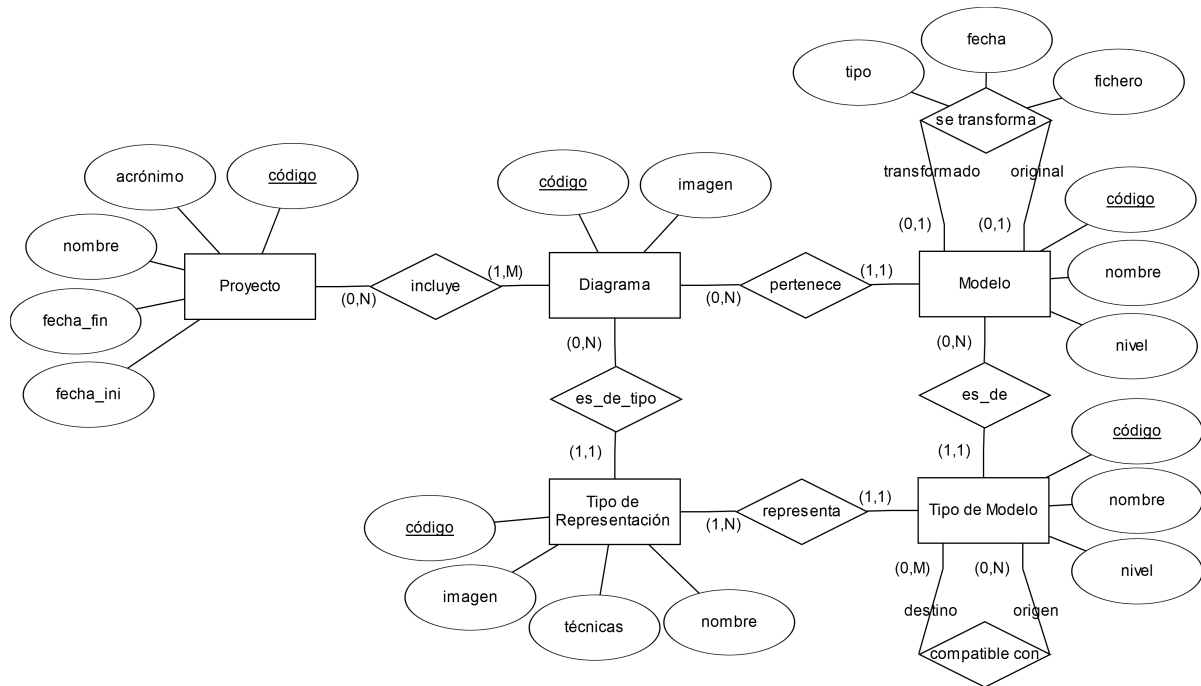 fecha
tipo
fichero
se transforma
transformado
original
acrónimo
código
código
imagen
código
(0,1)
(0,1)
nombre
Proyecto
(0,N)
incluye
(1,M)
Diagrama
(0,N)
pertenece
(1,1)
Modelo
nombre
fecha_fin
nivel
fecha_ini
(0,N)
es_de_tipo
(1,1)
(0,N)
es_de
(1,1)
código
Tipo de
Representación
(1,N)
representa
(1,1)
Tipo de Modelo
nombre
código
imagen
técnicas
nombre
nivel
(0,M)
(0,N)
destino
origen
compatible con